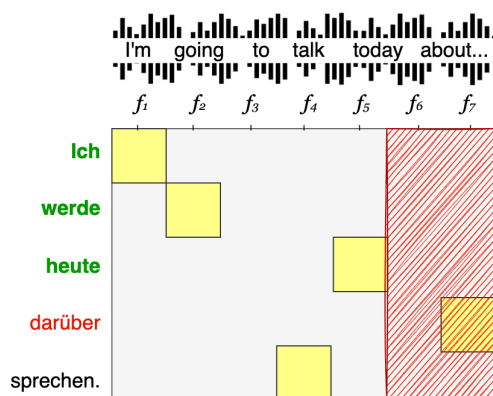 I'm going to talk today about...
f₁ f₂ f₃ f₄ f₅ f₆ f₇
Ich
werde
heute
darüber
sprechen.